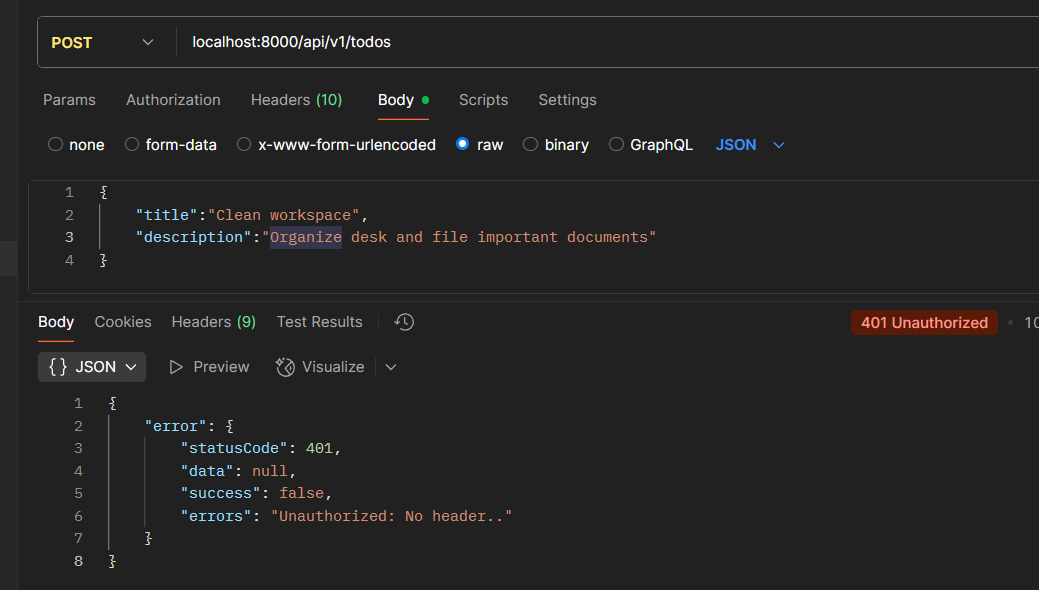 POST localhost:8000/api/v1/todos
Params Authorization Headers (10) Body Scripts Settings
none form-data x-www-form-urlencoded raw binary GraphQL JSON
1 {
2 "title":"Clean workspace",
3 "description":"Organize desk and file important documents"
4 }
Body Cookies Headers (9) Test Results 401 Unauthorized
{} JSON Preview Visualize
1 {
2 "error": {
3 "statusCode": 401,
4 "data": null,
5 "success": false,
6 "errors": "Unauthorized: No header.."
7 }
8 }